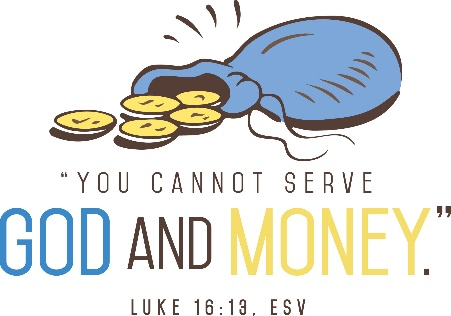 “YOU CANNOT SERVE
GOD AND MONEY.”
LUKE 16:13, ESV